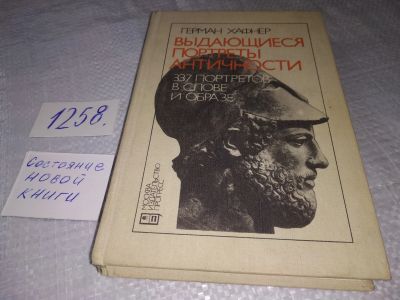 ГЕРМАН ХАФНЕР
ВЫДАЮЩИЕСЯ
ПОРТРЕТЫ
АНТИЧНОСТИ
337 ПОРТРЕТОВ
В СЛОВЕ
И ОБРАЗЕ
МОСКВА
ИЗДАТЕЛЬСТВО
ПРОГРЕСС
1258.
Состояние
новой
книги